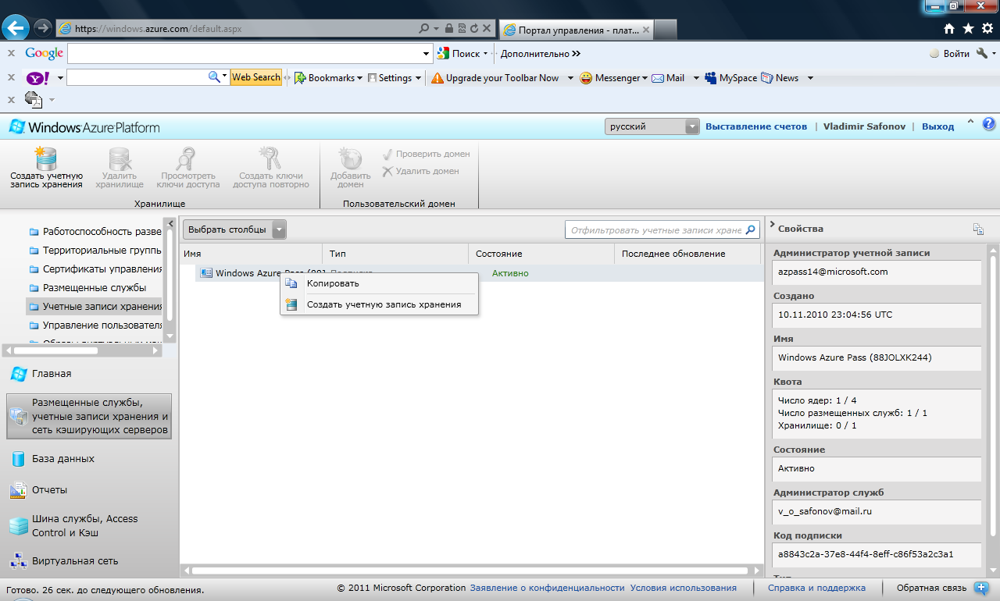 https://windows.azure.com/default.aspx
Портал управления - плат...
Google
Поиск
Дополнительно
Войти
Y!
Web Search
Bookmarks
Settings
Upgrade your Toolbar Now
Messenger
Mail
MySpace
News
Windows Azure Platform
русский
Выставление счетов | Vladimir Safonov | Выход
Создать учетную запись хранения
Удалить хранилище
Просмотреть ключи доступа
Создать ключи доступа повторно
Хранилище
Добавить домен
Проверить домен
Удалить домен
Пользовательский домен
Работоспособность разве
Территориальные группы
Сертификаты управления
Размещенные службы
Учетные записи хранения
Управление пользователя
Главная
Размещенные службы,
учетные записи хранения и
сеть кэширующих серверов
База данных
Отчеты
Шина службы, Access
Control и Кэш
Виртуальная сеть
Выбрать столбцы
Отфильтровать учетные записи хране
Имя
Тип
Состояние
Последнее обновление
Windows Azure Pass (88J
Активно
Копировать
Создать учетную запись хранения
Свойства
Администратор учетной записи
azpass14@microsoft.com
Создано
10.11.2010 23:04:56 UTC
Имя
Windows Azure Pass (88JOLXK244)
Квота
Число ядер: 1 / 4
Число размещенных служб: 1 / 1
Хранилище: 0 / 1
Состояние
Активно
Администратор служб
v_o_safonov@mail.ru
Код подписки
a8843c2a-37e8-44f4-8eff-c86f53a2c3a1
Готово. 26 сек. до следующего обновления.
© 2011 Microsoft Corporation Заявление о конфиденциальности Условия использования
Справка и поддержка
Обратная связь